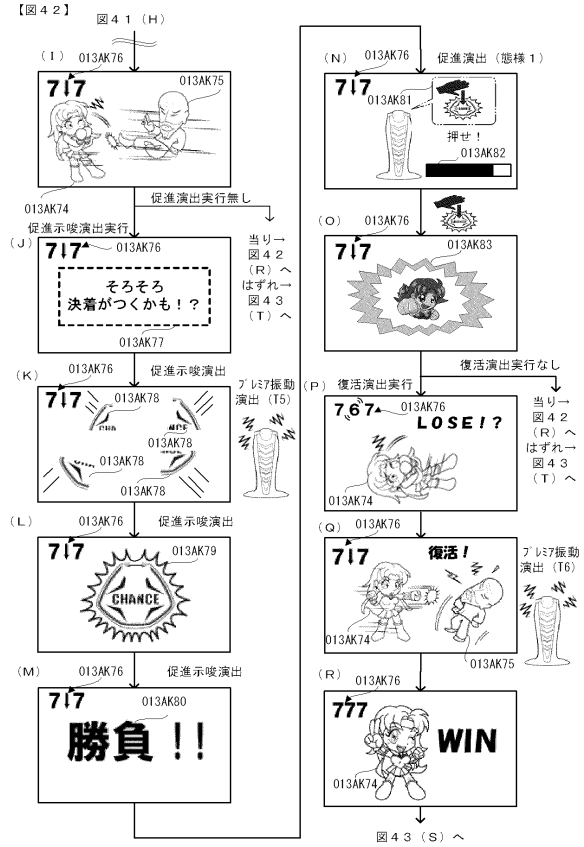 【図４２】
図４１（Ｈ）
（Ｉ）
013AK76
7↓7
013AK75
013AK74
促進演出実行無し
当り→
図４２
（Ｒ）へ
はずれ→
図４３
（Ｔ）へ
促進示唆演出実行
（Ｊ）
7↓7
013AK76
そろそろ
決着がつくかも！？
013AK77
促進示唆演出
（Ｋ）
013AK76
7↓7
013AK78
013AK78
013AK78
013AK78
プレミア振動
演出（T5）
（Ｌ）
013AK76
促進示唆演出
7↓7
013AK79
CHANCE
（Ｍ）
013AK76
促進示唆演出
7↓7
013AK80
勝負！！
（Ｎ）
013AK76
促進演出（態様１）
7↓7
013AK81
CHANCE
押せ！
013AK82
（Ｏ）
013AK76
7↓7
013AK83
復活演出実行なし
当り→
図４２
（Ｒ）へ
はずれ→
図４３
（Ｔ）へ
（Ｐ）
復活演出実行
767
013AK76
LOSE!?
013AK74
（Ｑ）
013AK76
7↓7
復活！
013AK74
013AK75
プレミア振動
演出（T6）
（Ｒ）
013AK76
777
WIN
013AK74
図４３（Ｓ）へ